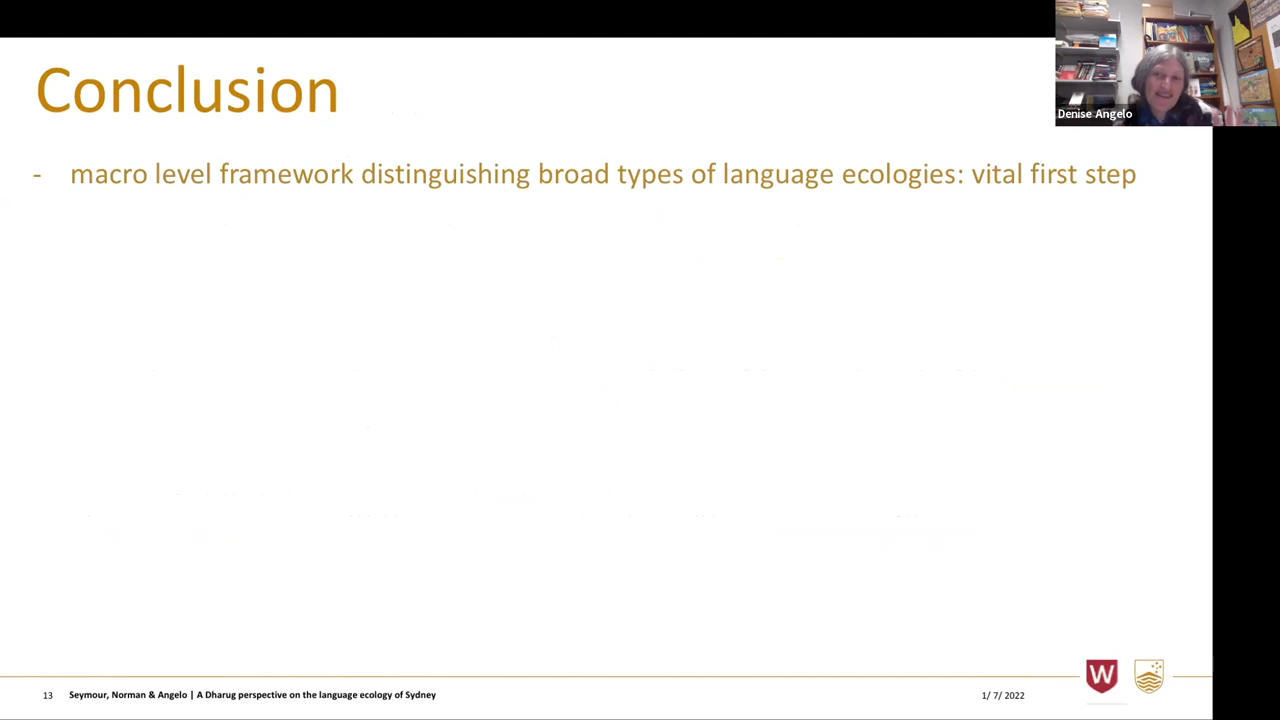 Conclusion
Denise Angelo
- macro level framework distinguishing broad types of language ecologies: vital first step
13 Seymour, Norman & Angelo | A Dharug perspective on the language ecology of Sydney 1/ 7/ 2022
W